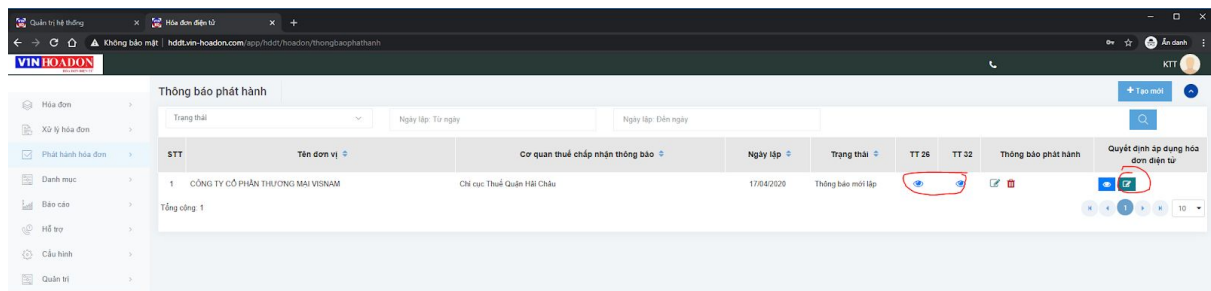 Quản trị hệ thống
Hóa đơn điện tử
Không bảo mật | hddt.vin-hoadon.com/app/hddt/hoadon/thongbaophathanh
Ẩn danh
VIN HOADON
KTT
Thông báo phát hành
+ Tạo mới
Hóa đơn
Trạng thái
Ngày lập: Từ ngày
Ngày lập: Đến ngày
Xử lý hóa đơn
Phát hành hóa đơn
STT
Tên đơn vị
Cơ quan thuế chấp nhận thông báo
Ngày lập
Trạng thái
TT 26
TT 32
Thông báo phát hành
Quyết định áp dụng hóa
đơn điện tử
Danh mục
1
CÔNG TY CỔ PHẦN THƯƠNG MẠI VISNAM
Chi cục Thuế Quận Hải Châu
17/04/2020
Thông báo mới lập
Báo cáo
Tổng cộng: 1
1
10
Hỗ trợ
Cấu hình
Quản trị